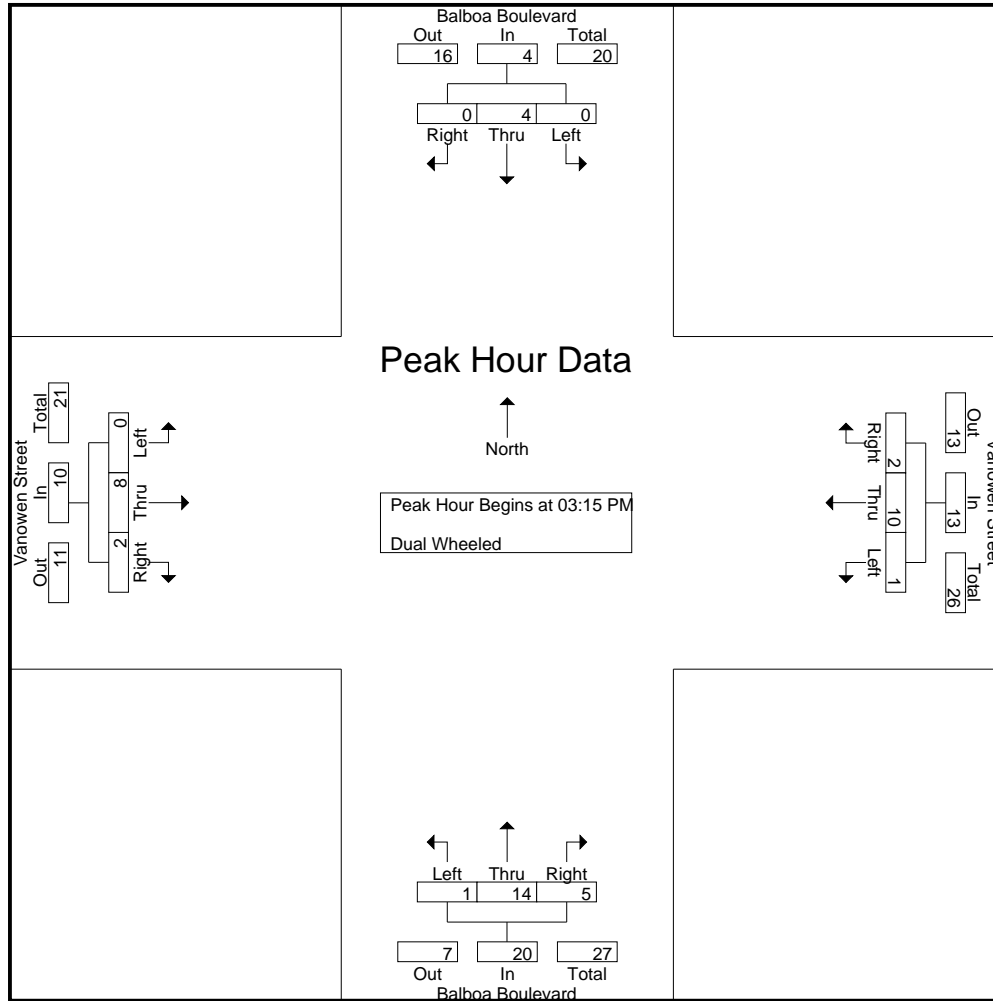 Balboa Boulevard
Out In Total
16 4 20
0 4 0
Right Thru Left
Peak Hour Data
North
Peak Hour Begins at 03:15 PM
Dual Wheeled
Vanowen Street
Total In Out
21 10 11
0 8 2
Left Thru Right
Right Thru Left
2 10 1
Out In Total
13 13 26
Vanowen Street
Left Thru Right
1 14 5
7 20 27
Out In Total
Balboa Boulevard